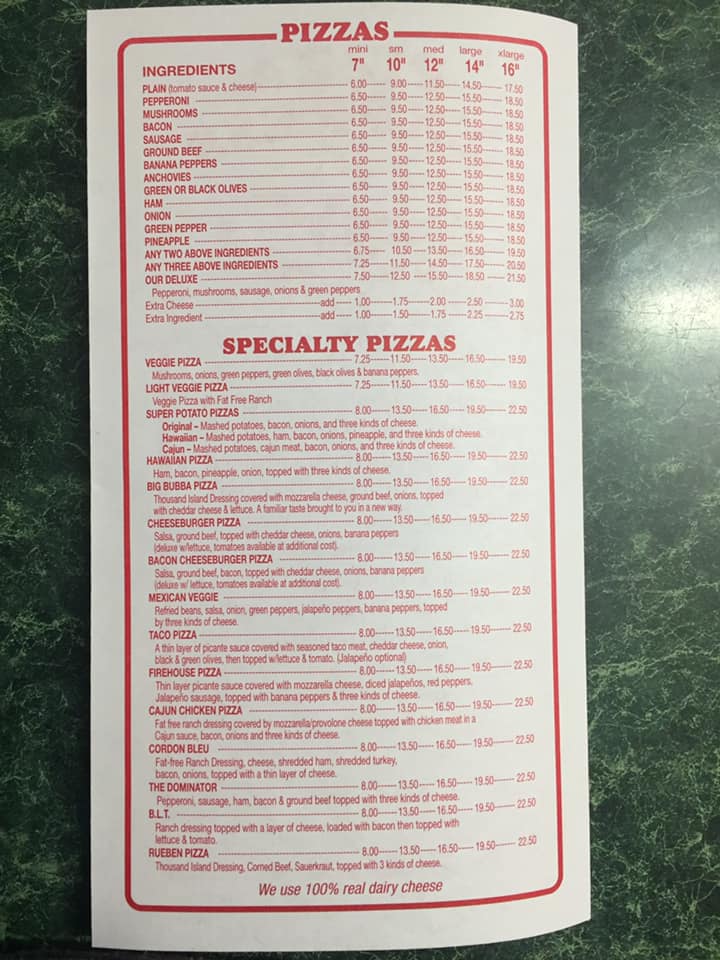 PIZZAS
mini sm med large xlarge
INGREDIENTS 7" 10" 12" 14" 16"
PLAIN (tomato sauce & cheese) 6.00 9.00 11.50 14.50 17.50
PEPPERONI 6.50 9.50 12.50 15.50 18.50
MUSHROOMS 6.50 9.50 12.50 15.50 18.50
BACON 6.50 9.50 12.50 15.50 18.50
SAUSAGE 6.50 9.50 12.50 15.50 18.50
GROUND BEEF 6.50 9.50 12.50 15.50 18.50
BANANA PEPPERS 6.50 9.50 12.50 15.50 18.50
ANCHOVIES 6.50 9.50 12.50 15.50 18.50
GREEN OR BLACK OLIVES 6.50 9.50 12.50 15.50 18.50
HAM 6.50 9.50 12.50 15.50 18.50
ONION 6.50 9.50 12.50 15.50 18.50
GREEN PEPPER 6.50 9.50 12.50 15.50 18.50
PINEAPPLE 6.50 9.50 12.50 15.50 18.50
ANY TWO ABOVE INGREDIENTS 6.75 10.50 13.50 16.50 19.50
ANY THREE ABOVE INGREDIENTS 7.25 11.50 14.50 17.50 20.50
OUR DELUXE 7.50 12.50 15.50 18.50 21.50
Pepperoni, mushrooms, sausage, onions & green peppers
Extra Cheese add 1.00 1.75 2.00 2.50 3.00
Extra Ingredient add 1.00 1.50 1.75 2.25 2.75
SPECIALTY PIZZAS
VEGGIE PIZZA 7.25 11.50 13.50 16.50 19.50
Mushrooms, onions, green peppers, green olives, black olives & banana peppers.
LIGHT VEGGIE PIZZA 7.25 11.50 13.50 16.50 19.50
Veggie Pizza with Fat Free Ranch
SUPER POTATO PIZZAS 8.00 13.50 16.50 19.50 22.50
Original – Mashed potatoes, bacon, onions, and three kinds of cheese.
Hawaiian – Mashed potatoes, ham, bacon, onions, pineapple, and three kinds of cheese.
Cajun – Mashed potatoes, cajun meat, bacon, onions, and three kinds of cheese.
HAWAIIAN PIZZA 8.00 13.50 16.50 19.50 22.50
Ham, bacon, pineapple, onion, topped with three kinds of cheese.
BIG BUBBA PIZZA 8.00 13.50 16.50 19.50 22.50
Thousand Island Dressing covered with mozzarella cheese, ground beef, onions, topped
with cheddar cheese & lettuce. A familiar taste brought to you in a new way.
CHEESEBURGER PIZZA 8.00 13.50 16.50 19.50 22.50
Salsa, ground beef, topped with cheddar cheese, onions, banana peppers
(deluxe w/lettuce, tomatoes available at additional cost).
BACON CHEESEBURGER PIZZA 8.00 13.50 16.50 19.50 22.50
Salsa, ground beef, bacon, topped with cheddar cheese, onions, banana peppers
(deluxe w/ lettuce, tomatoes available at additional cost).
MEXICAN VEGGIE 8.00 13.50 16.50 19.50 22.50
Refried beans, salsa, onion, green peppers, jalapeño peppers, banana peppers, topped
by three kinds of cheese.
TACO PIZZA 8.00 13.50 16.50 19.50 22.50
A thin layer of picante sauce covered with seasoned taco meat, cheddar cheese, onion,
black & green olives, then topped w/lettuce & tomato. (Jalapeño optional)
FIREHOUSE PIZZA 8.00 13.50 16.50 19.50 22.50
Thin layer picante sauce covered with mozzarella cheese, diced jalapeños, red peppers,
Jalapeño sausage, topped with banana peppers & three kinds of cheese.
CAJUN CHICKEN PIZZA 8.00 13.50 16.50 19.50 22.50
Fat free ranch dressing covered by mozzarella/provolone cheese topped with chicken meat in a
Cajun sauce, bacon, onions and three kinds of cheese.
CORDON BLEU 8.00 13.50 16.50 19.50 22.50
Fat-free Ranch Dressing, cheese, shredded ham, shredded turkey,
bacon, onions, topped with a thin layer of cheese.
THE DOMINATOR 8.00 13.50 16.50 19.50 22.50
Pepperoni, sausage, ham, bacon & ground beef topped with three kinds of cheese.
B.L.T. 8.00 13.50 16.50 19.50 22.50
Ranch dressing topped with a layer of cheese, loaded with bacon then topped with
lettuce & tomato.
RUEBEN PIZZA 8.00 13.50 16.50 19.50 22.50
Thousand Island Dressing, Corned Beef, Sauerkraut, topped with 3 kinds of cheese.
We use 100% real dairy cheese